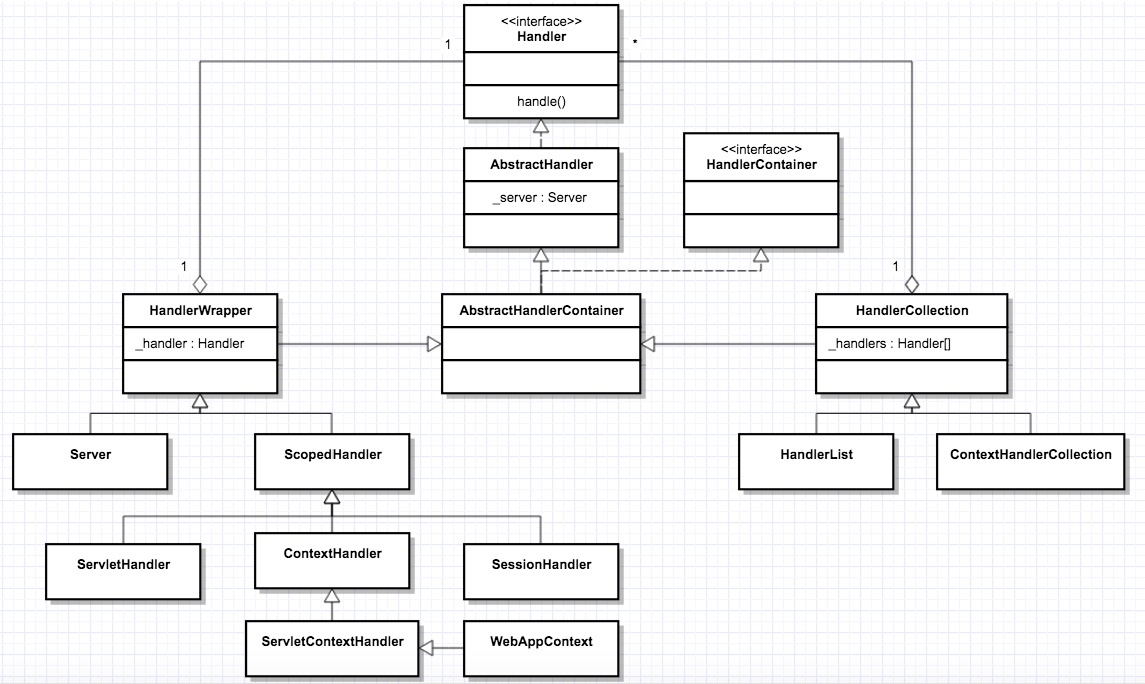 <<interface>>
Handler
1
*
handle()
<<interface>>
HandlerContainer
AbstractHandler
_server : Server
1
1
HandlerWrapper
_handler : Handler
AbstractHandlerContainer
HandlerCollection
_handlers : Handler[]
Server
ScopedHandler
HandlerList
ContextHandlerCollection
ServletHandler
ContextHandler
SessionHandler
ServletContextHandler
WebAppContext